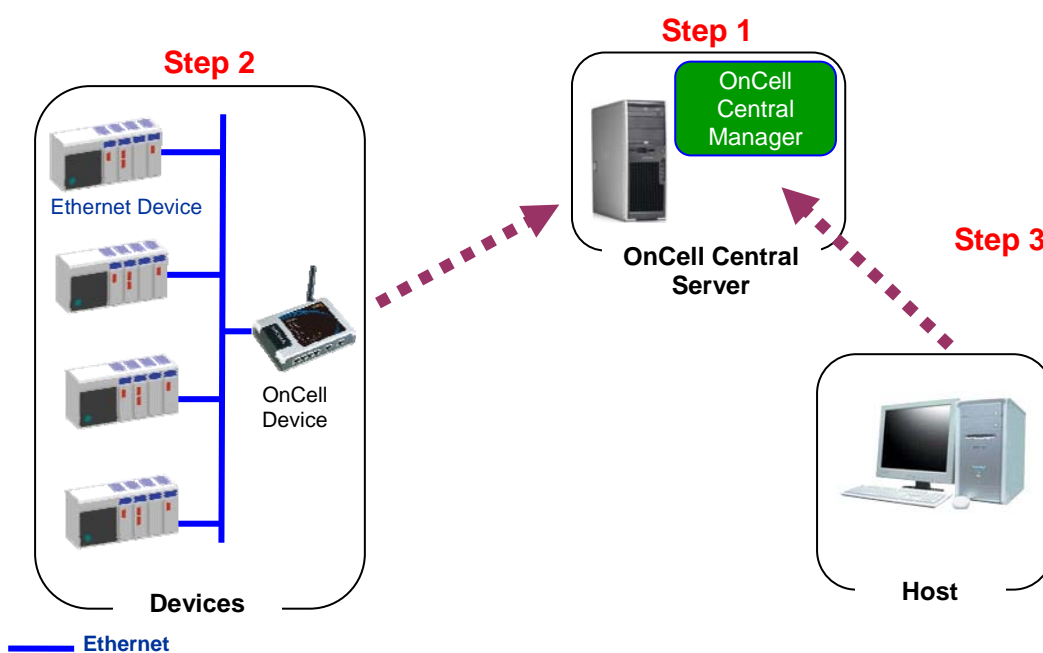 Step 1
Step 2
OnCell
Central
Manager
Ethernet Device
Step 3
OnCell Central
Server
OnCell
Device
Devices
Host
Ethernet